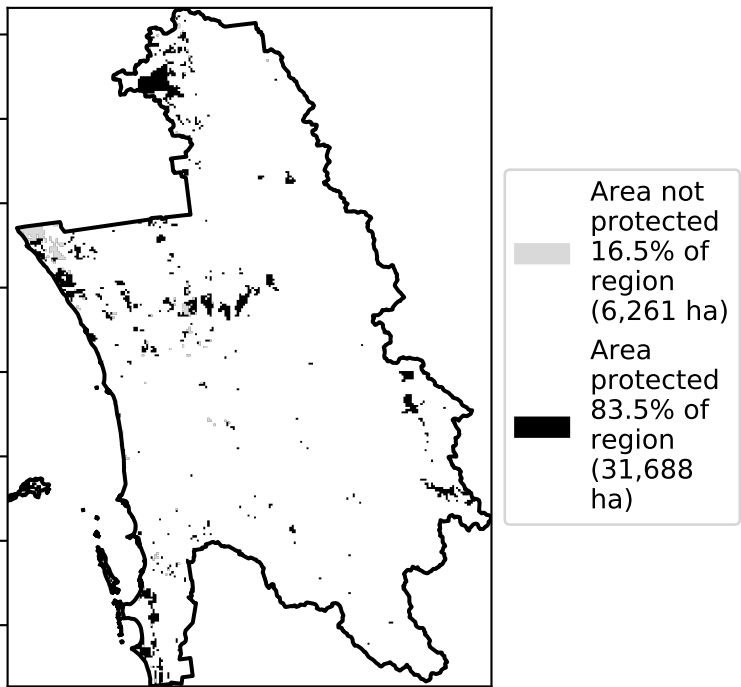 Area not
protected
16.5% of
region
(6,261 ha)
Area
protected
83.5% of
region
(31,688
ha)